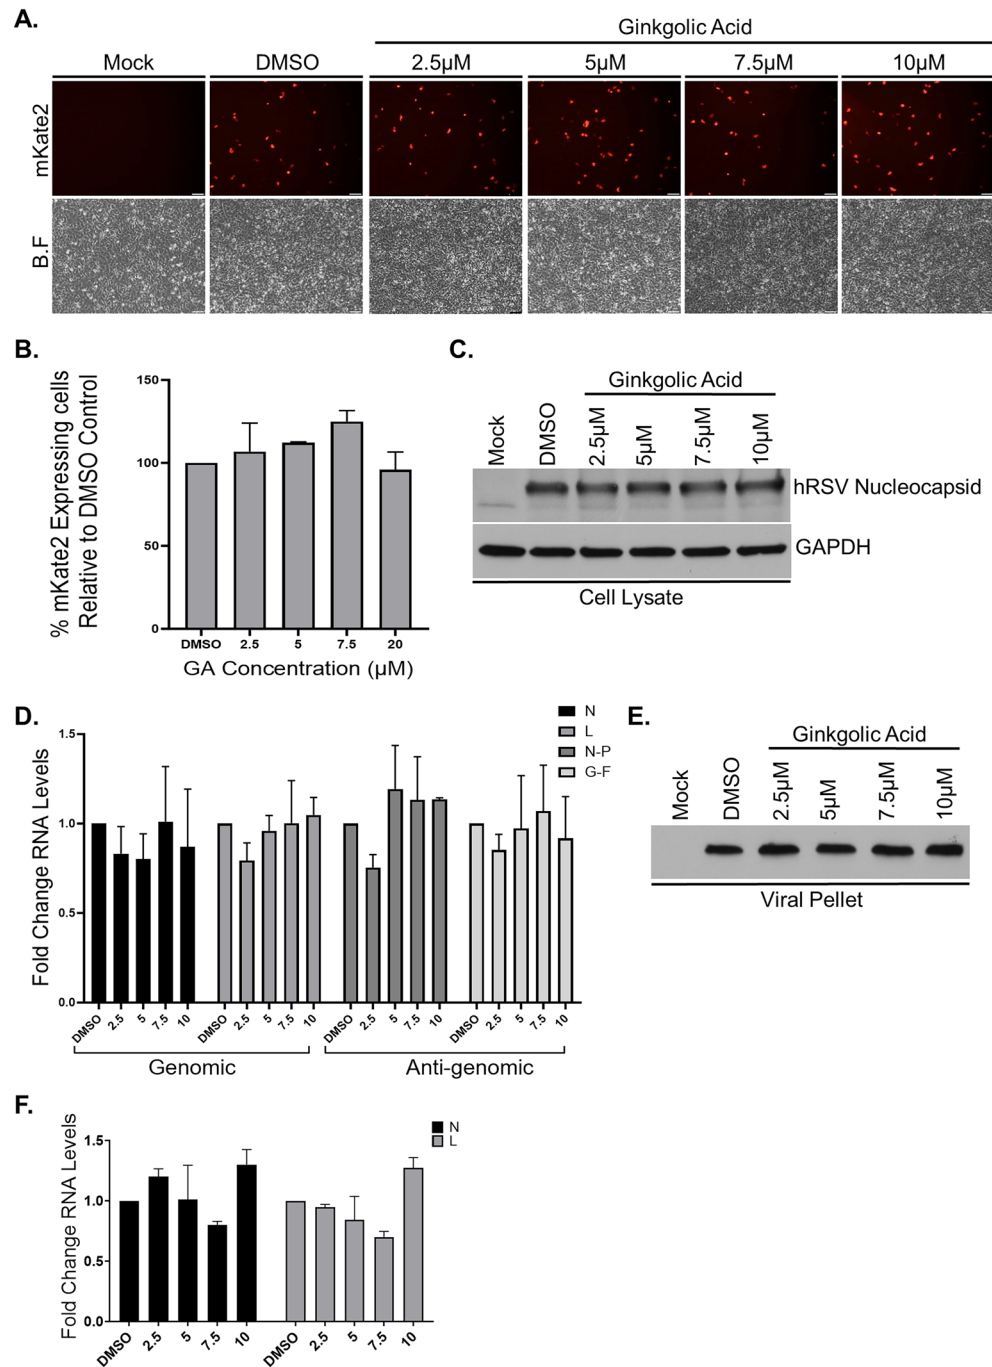 A.
Ginkgolic Acid
Mock DMSO 2.5µM 5µM 7.5µM 10µM
mKate2
B.F
B.
% mKate2 Expressing cells
Relative to DMSO Control
150
100
50
0
DMSO 2.5 5 7.5 20
GA Concentration (µM)
C.
Ginkgolic Acid
Mock DMSO 2.5µM 5µM 7.5µM 10µM
hRSV Nucleocapsid
GAPDH
Cell Lysate
D.
N
L
N-P
G-F
Fold Change RNA Levels
1.5
1.0
0.5
0.0
DMSO 2.5 5 7.5 10 DMSO 2.5 5 7.5 10 DMSO 2.5 5 7.5 10 DMSO 2.5 5 7.5 10
Genomic Anti-genomic
E.
Ginkgolic Acid
Mock DMSO 2.5µM 5µM 7.5µM 10µM
Viral Pellet
F.
N
L
Fold Change RNA Levels
1.5
1.0
0.5
0.0
DMSO 2.5 5 7.5 10 DMSO 2.5 5 7.5 10